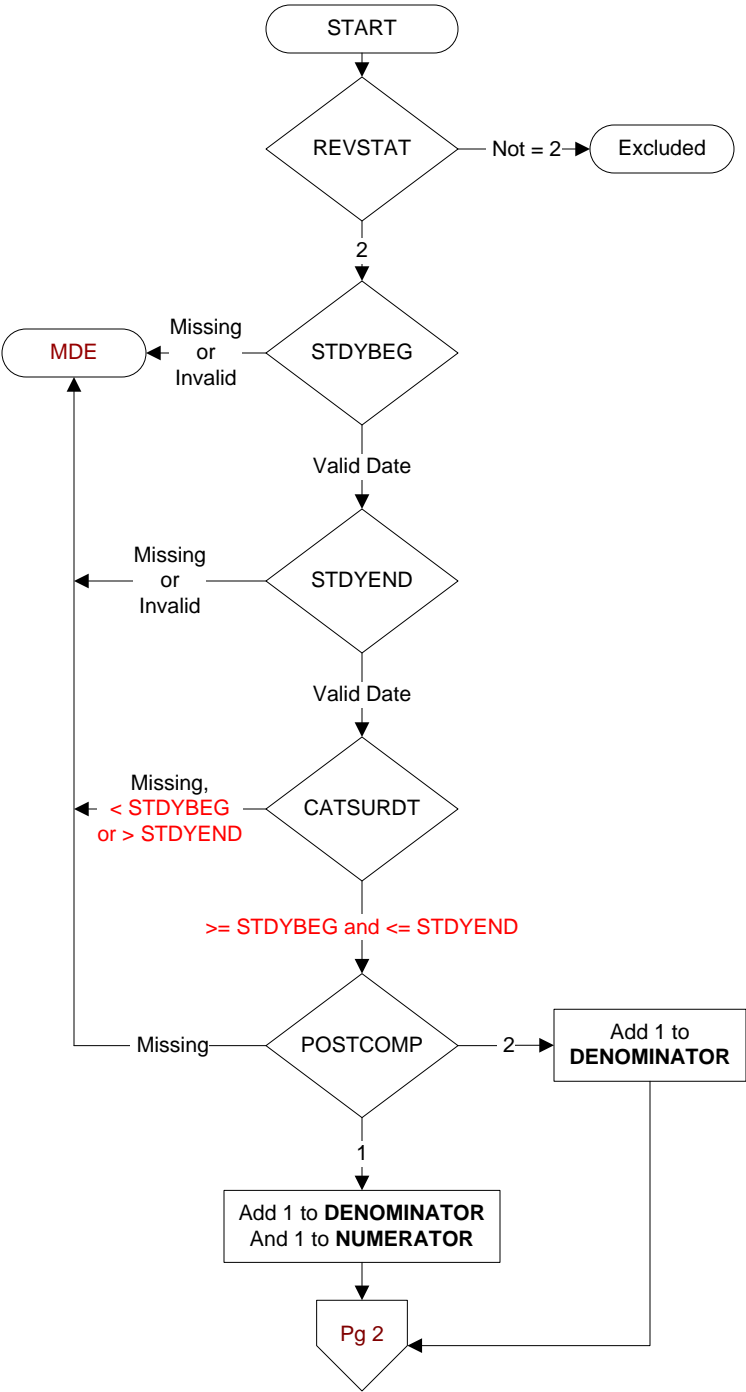 START
REVSTAT
Not = 2
Excluded
2
Missing
or
Invalid
MDE
STDYBEG
Valid Date
Missing
or
Invalid
STDYEND
Valid Date
Missing,
< STDYBEG
or > STDYEND
CATSURDT
>= STDYBEG and <= STDYEND
Missing
POSTCOMP
2
Add 1 to
DENOMINATOR
1
Add 1 to DENOMINATOR
And 1 to NUMERATOR
Pg 2